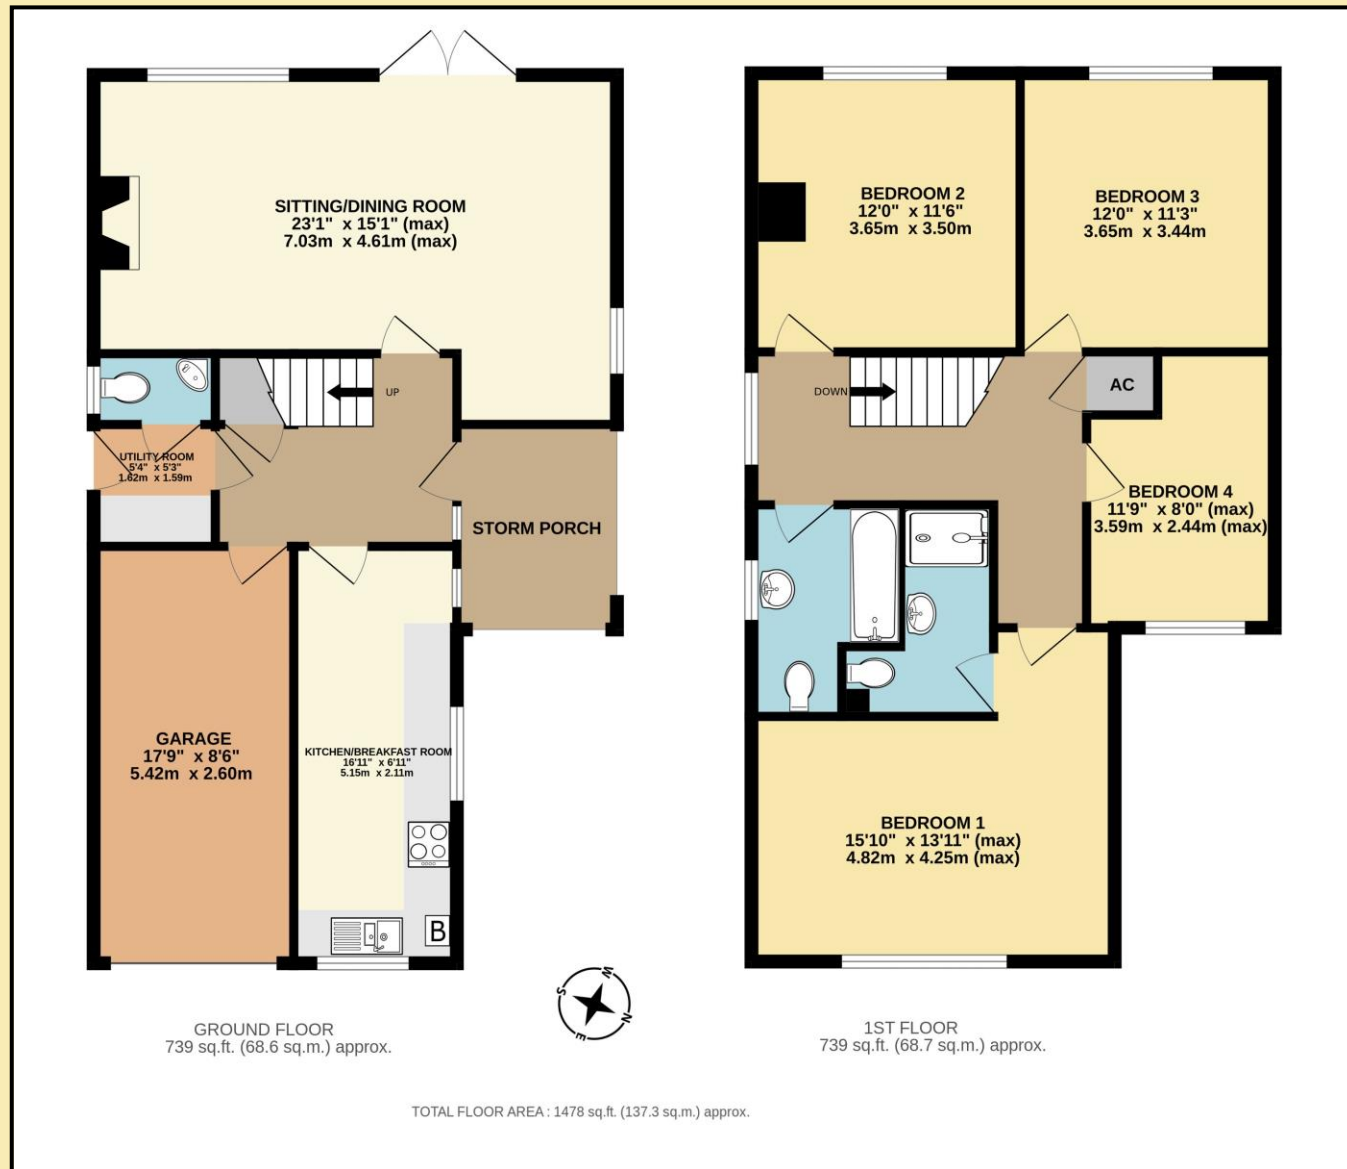 SITTING/DINING ROOM
23'1" x 15'1" (max)
7.03m x 4.61m (max)
UP
UTILITY ROOM
5'4" x 5'3"
1.62m x 1.59m
STORM PORCH
GARAGE
17'9" x 8'6"
5.42m x 2.60m
KITCHEN/BREAKFAST ROOM
16'11" x 6'11"
5.15m x 2.11m
B
GROUND FLOOR
739 sq.ft. (68.6 sq.m.) approx.
BEDROOM 2
12'0" x 11'6"
3.65m x 3.50m
BEDROOM 3
12'0" x 11'3"
3.65m x 3.44m
DOWN
AC
BEDROOM 4
11'9" x 8'0" (max)
3.59m x 2.44m (max)
BEDROOM 1
15'10" x 13'11" (max)
4.82m x 4.25m (max)
1ST FLOOR
739 sq.ft. (68.7 sq.m.) approx.
W
S
N
E
TOTAL FLOOR AREA : 1478 sq.ft. (137.3 sq.m.) approx.